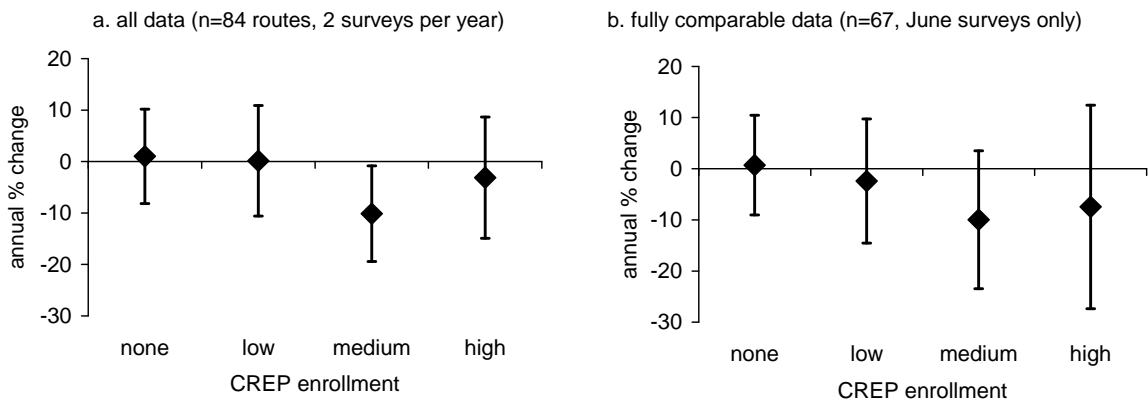 a. all data (n=84 routes, 2 surveys per year)
20
10
0
-10
-20
-30
annual % change
none low medium high
CREP enrollment
b. fully comparable data (n=67, June surveys only)
20
10
0
-10
-20
-30
annual % change
none low medium high
CREP enrollment